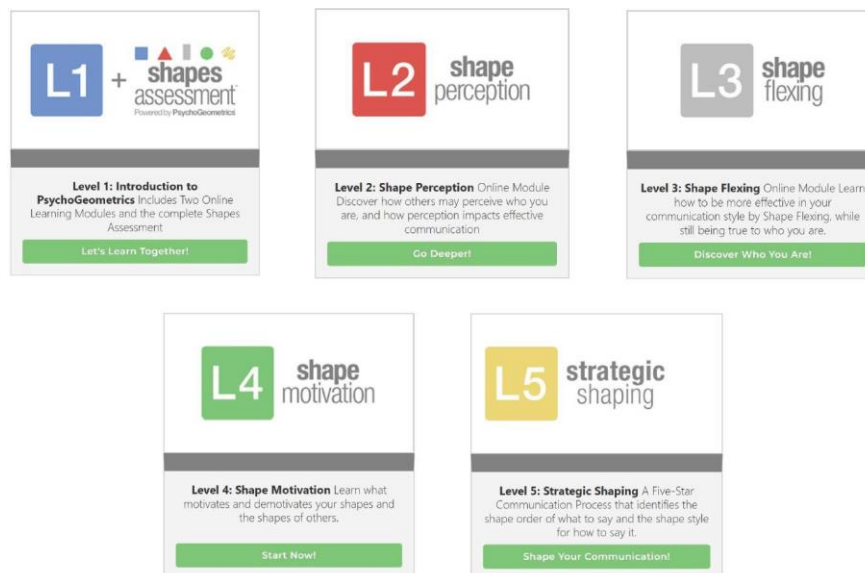 L1 + shapes
assessment
Powered by PsychoGeometrics
Level 1: Introduction to
PsychoGeometrics Includes Two Online
Learning Modules and the complete Shapes
Assessment
Let's Learn Together!
L2 shape
perception
Level 2: Shape Perception Online Module
Discover how others may perceive who you
are, and how perception impacts effective
communication
Go Deeper!
L3 shape
flexing
Level 3: Shape Flexing Online Module Learn
how to be more effective in your
communication style by Shape Flexing, while
still being true to who you are.
Discover Who You Are!
L4 shape
motivation
Level 4: Shape Motivation Learn what
motivates and demotivates your shapes and
the shapes of others.
Start Now!
L5 strategic
shaping
Level 5: Strategic Shaping A Five-Star
Communication Process that identifies the
shape order of what to say and the shape style
for how to say it.
Shape Your Communication!